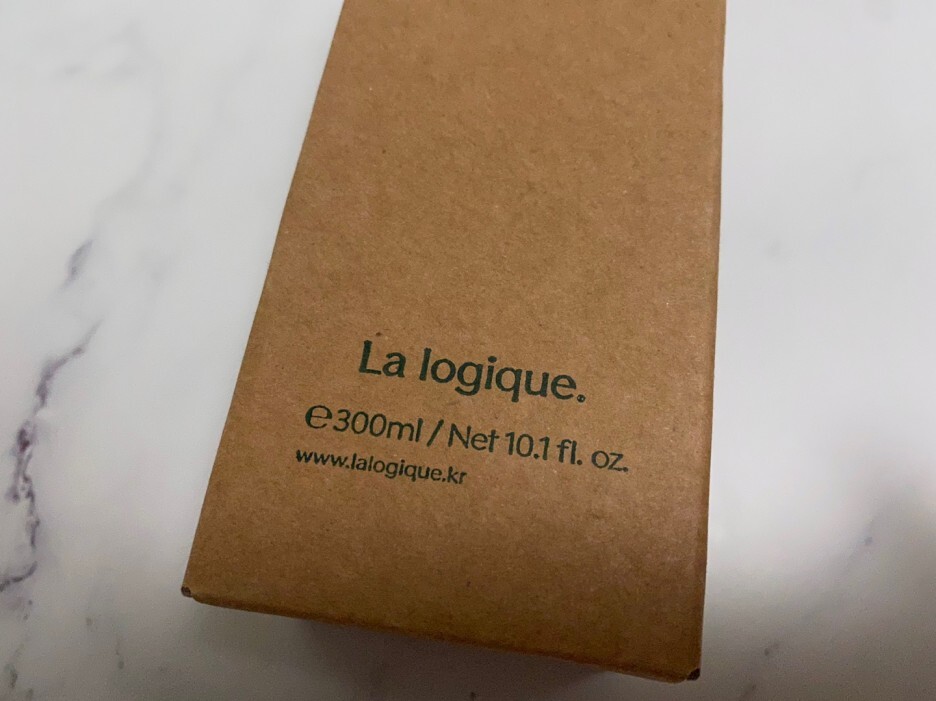 La logique.
℮300ml / Net 10.1 fl. oz.
www.lalogique.kr